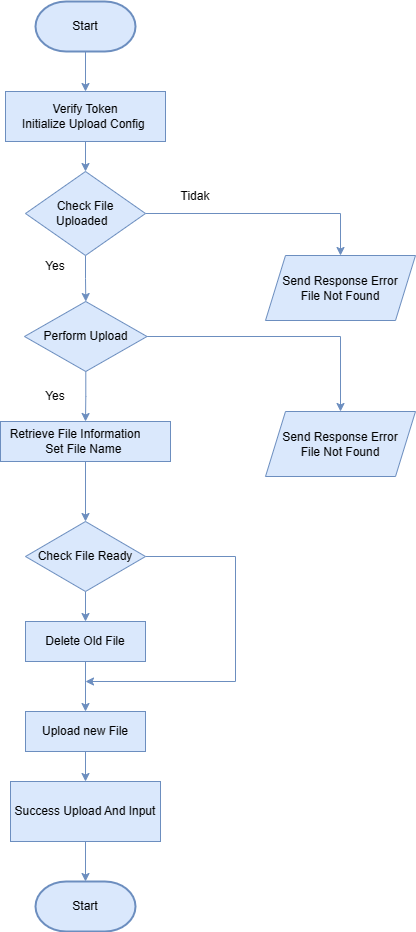 Start
Verify Token
Initialize Upload Config
Check File
Uploaded
Tidak
Yes
Send Response Error
File Not Found
Perform Upload
Yes
Send Response Error
File Not Found
Retrieve File Information
Set File Name
Check File Ready
Delete Old File
Upload new File
Success Upload And Input
Start